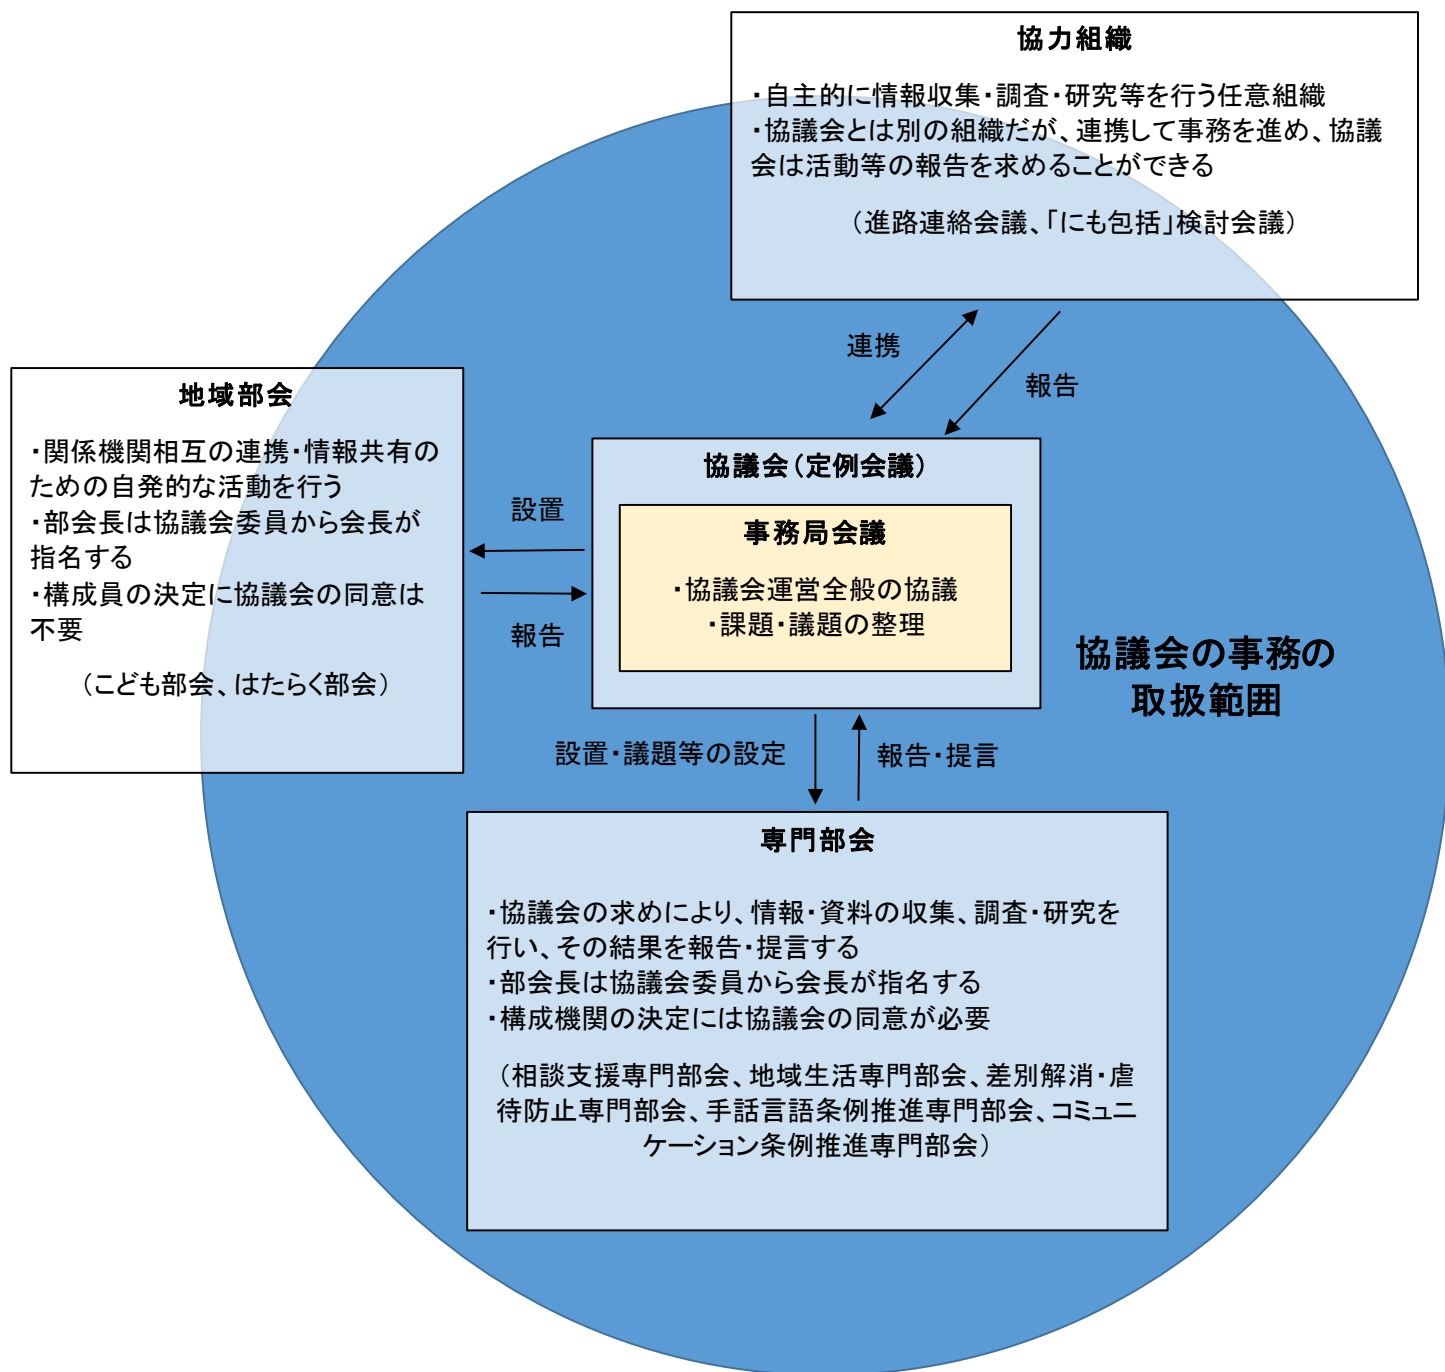 協力組織
・自主的に情報収集・調査・研究等を行う任意組織
・協議会とは別の組織だが、連携して事務を進め、協議
会は活動等の報告を求めることができる
（進路連絡会議、「にも包括」検討会議）
連携
報告
地域部会
・関係機関相互の連携・情報共有の
ための自発的な活動を行う
・部会長は協議会委員から会長が
指名する
・構成員の決定に協議会の同意は
不要
（こども部会、はたらく部会）
設置
報告
協議会（定例会議）
事務局会議
・協議会運営全般の協議
・課題・議題の整理
協議会の事務の
取扱範囲
設置・議題等の設定
報告・提言
専門部会
・協議会の求めにより、情報・資料の収集、調査・研究を
行い、その結果を報告・提言する
・部会長は協議会委員から会長が指名する
・構成機関の決定には協議会の同意が必要
（相談支援専門部会、地域生活専門部会、差別解消・虐
待防止専門部会、手話言語条例推進専門部会、コミュニ
ケーション条例推進専門部会）